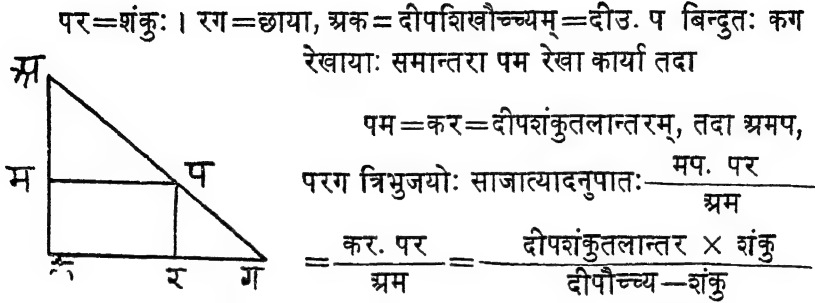 पर=शंकुः । रग=छाया, अक=दीपशिखौच्च्यम्=दीउ. प बिन्दुतः कग
रेखायाः समान्तरा पम रेखा कार्या तदा
पम=कर=दीपशंकुतलान्तरम्, तदा अमप,
परग त्रिभुजयोः साजात्यादनुपातः मप. पर / अम
= कर. पर / अम = दीपशंकुतलान्तर × शंकु / दीपौच्च्य—शंकु
अ
म
प
क
र
ग